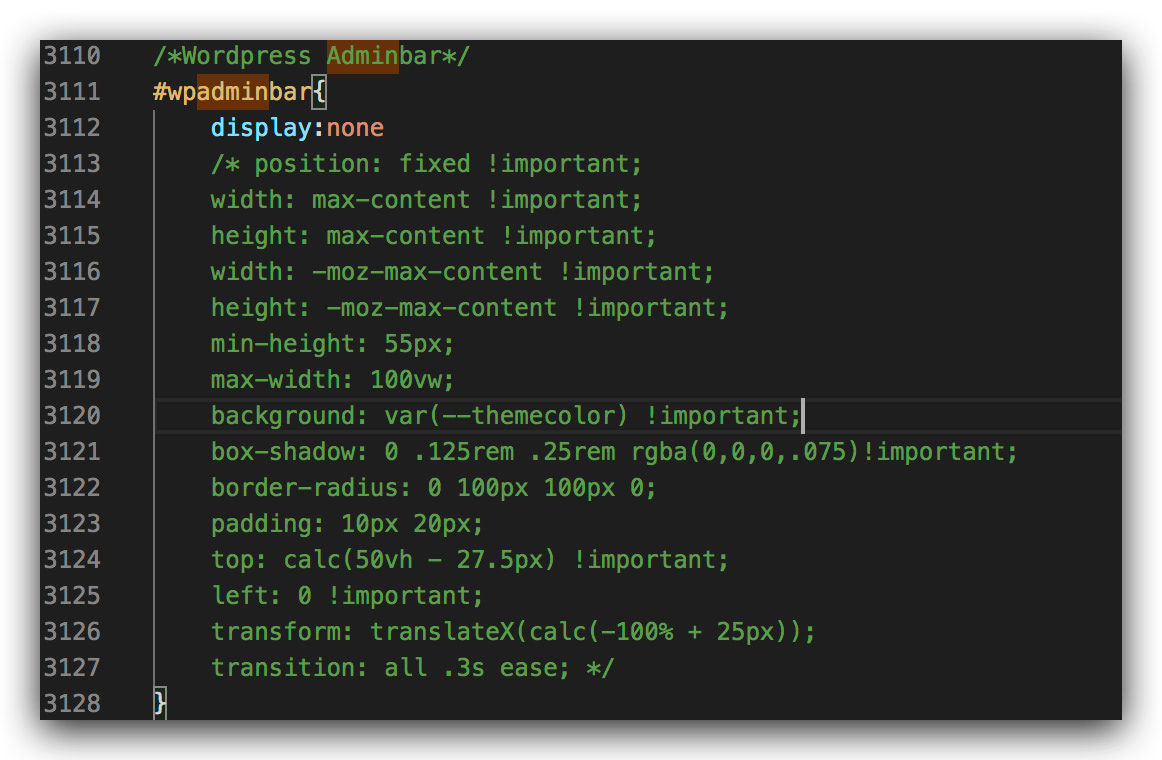 3110 /*Wordpress Adminbar*/
3111 #wpadminbar{
3112 display:none
3113 /* position: fixed !important;
3114 width: max-content !important;
3115 height: max-content !important;
3116 width: -moz-max-content !important;
3117 height: -moz-max-content !important;
3118 min-height: 55px;
3119 max-width: 100vw;
3120 background: var(--themecolor) !important;
3121 box-shadow: 0 .125rem .25rem rgba(0,0,0,.075)!important;
3122 border-radius: 0 100px 100px 0;
3123 padding: 10px 20px;
3124 top: calc(50vh - 27.5px) !important;
3125 left: 0 !important;
3126 transform: translateX(calc(-100% + 25px));
3127 transition: all .3s ease; */
3128 }